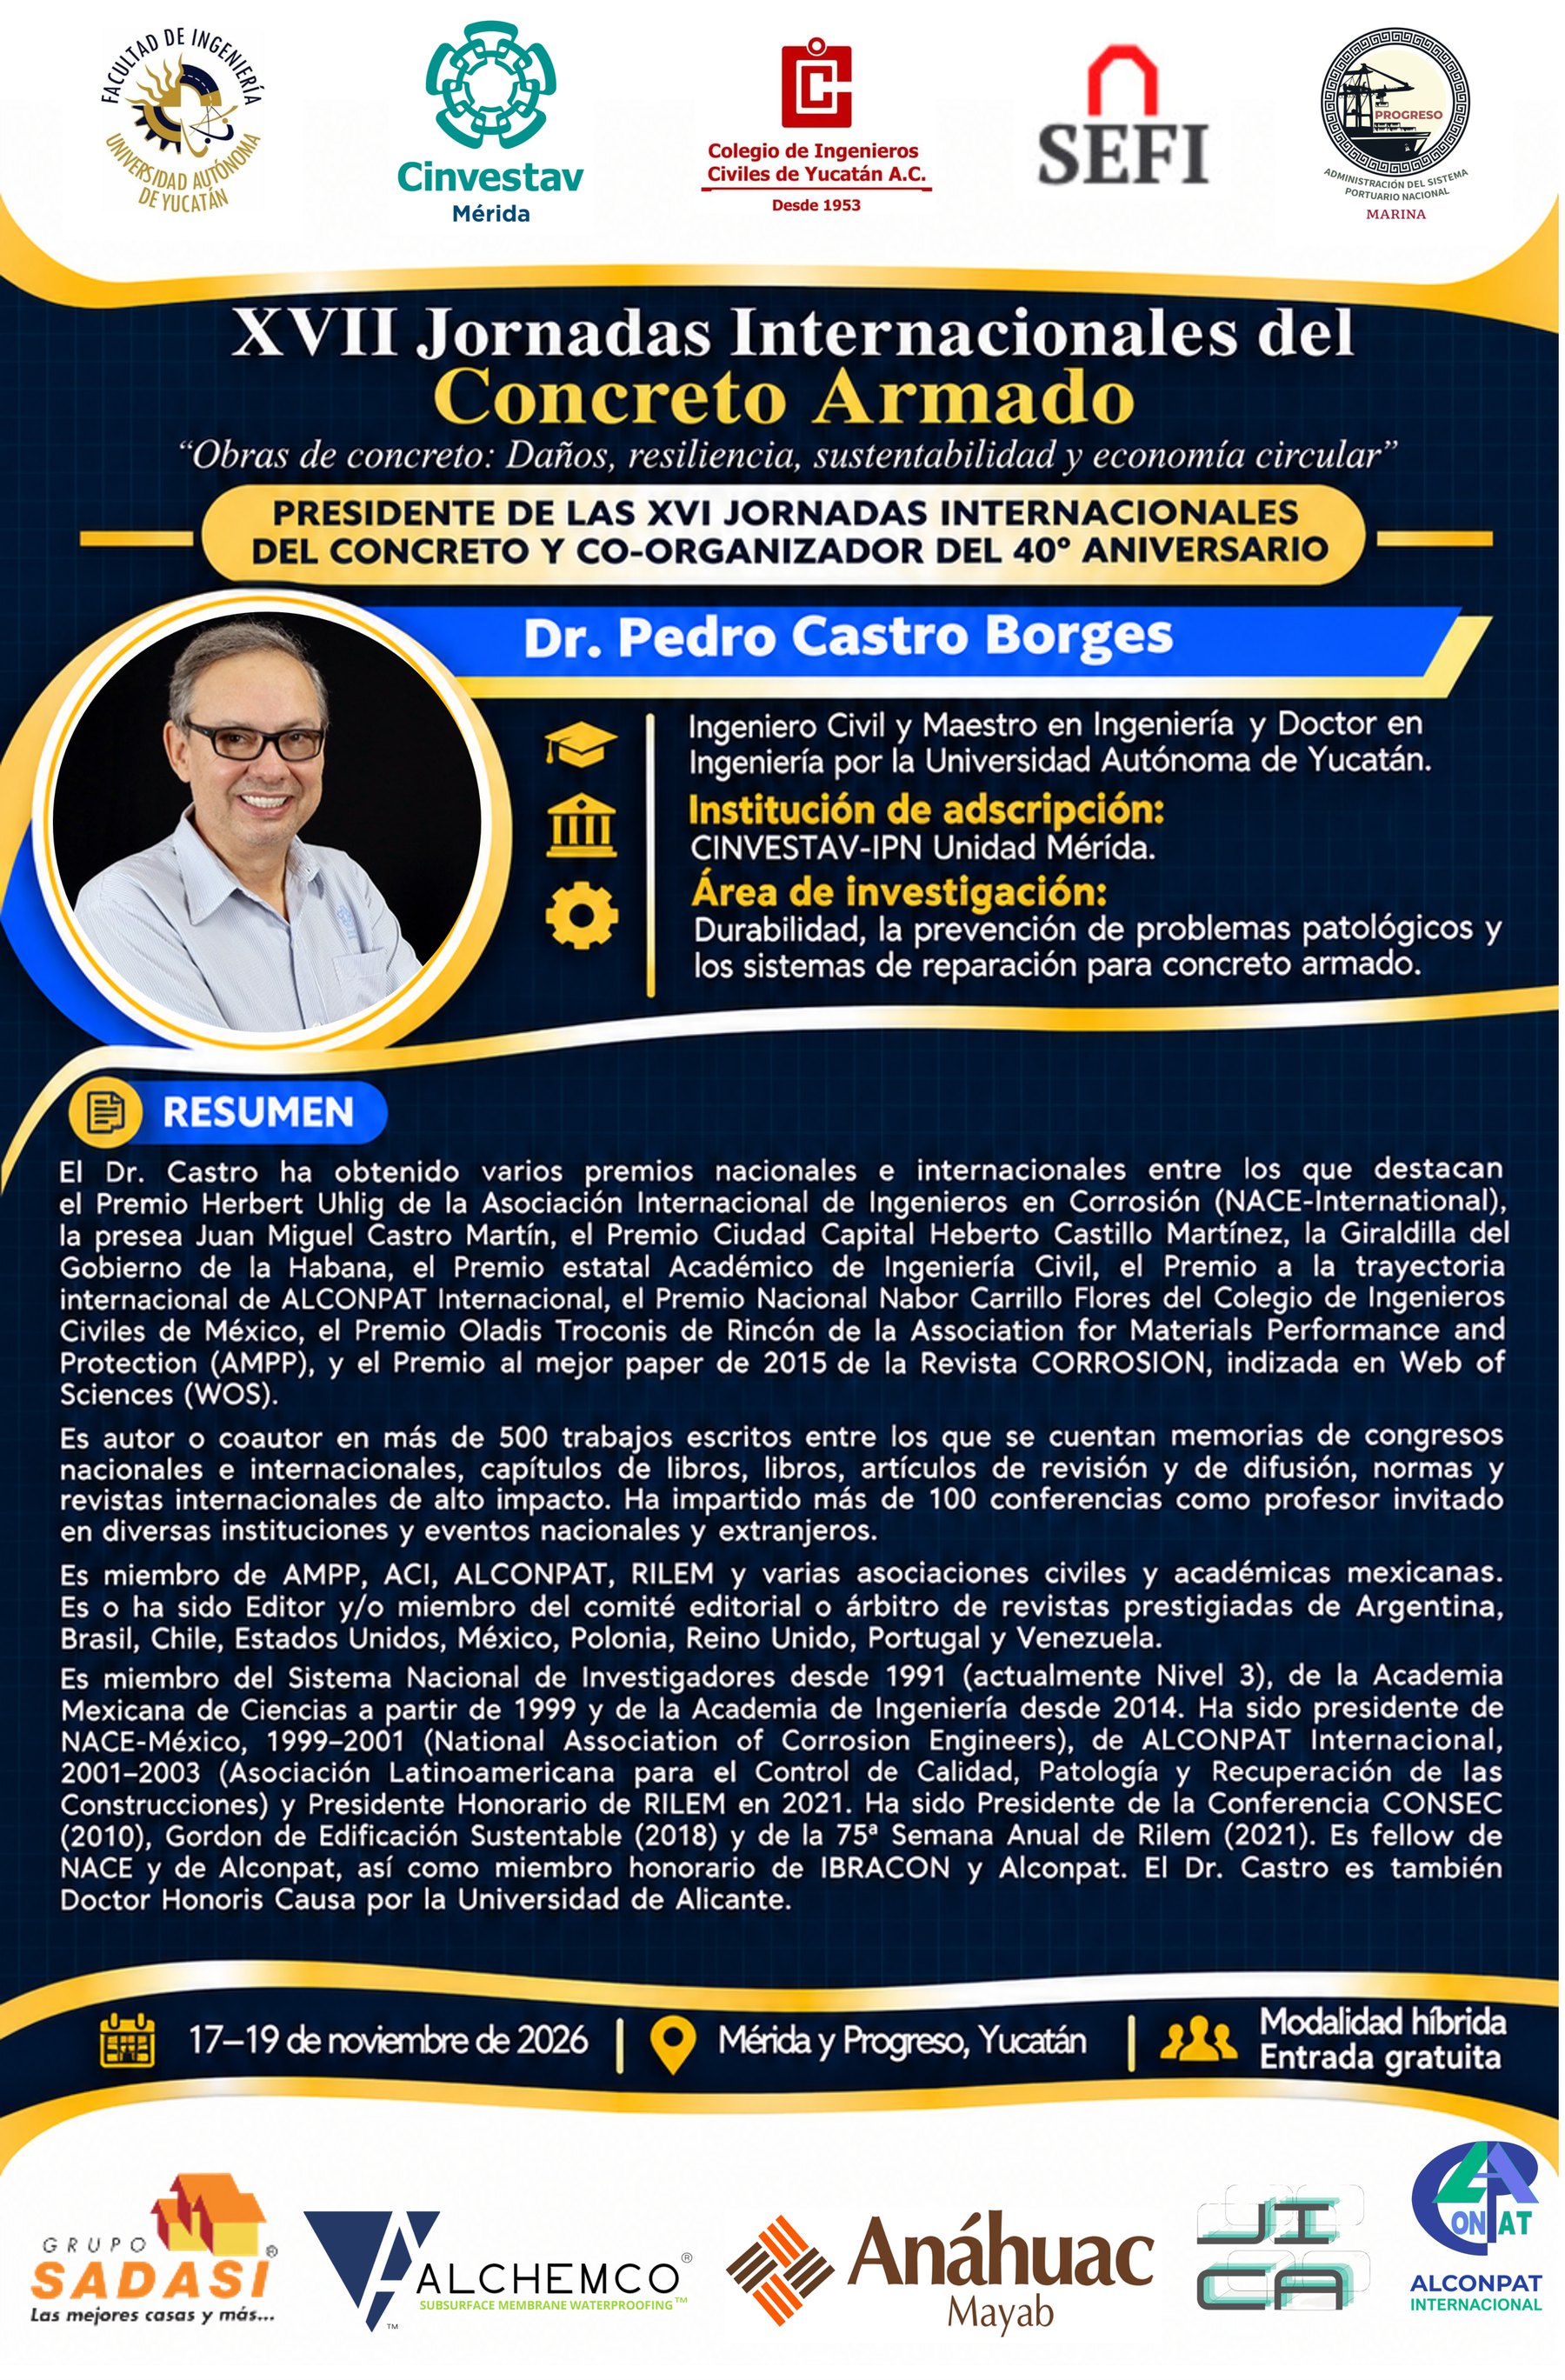 FACULTAD DE INGENIERÍA
UNIVERSIDAD AUTÓNOMA
DE YUCATÁN
Cinvestav
Mérida
Colegio de Ingenieros
Civiles de Yucatán A.C.
Desde 1953
SEFI
PROGRESO
ADMINISTRACIÓN DEL SISTEMA
PORTUARIO NACIONAL
MARINA
XVII Jornadas Internacionales del
Concreto Armado
“Obras de concreto: Daños, resiliencia, sustentabilidad y economía circular”
PRESIDENTE DE LAS XVI JORNADAS INTERNACIONALES
DEL CONCRETO Y CO-ORGANIZADOR DEL 40º ANIVERSARIO
Dr. Pedro Castro Borges
Ingeniero Civil y Maestro en Ingeniería y Doctor en
Ingeniería por la Universidad Autónoma de Yucatán.
Institución de adscripción:
CINVESTAV-IPN Unidad Mérida.
Área de investigación:
Durabilidad, la prevención de problemas patológicos y
los sistemas de reparación para concreto armado.
RESUMEN
El Dr. Castro ha obtenido varios premios nacionales e internacionales entre los que destacan
el Premio Herbert Uhlig de la Asociación Internacional de Ingenieros en Corrosión (NACE-International),
la presea Juan Miguel Castro Martín, el Premio Ciudad Capital Heberto Castillo Martínez, la Giraldilla del
Gobierno de la Habana, el Premio estatal Académico de Ingeniería Civil, el Premio a la trayectoria
internacional de ALCONPAT Internacional, el Premio Nacional Nabor Carrillo Flores del Colegio de Ingenieros
Civiles de México, el Premio Oladis Troconis de Rincón de la Association for Materials Performance and
Protection (AMPP), y el Premio al mejor paper de 2015 de la Revista CORROSION, indizada en Web of
Sciences (WOS).
Es autor o coautor en más de 500 trabajos escritos entre los que se cuentan memorias de congresos
nacionales e internacionales, capítulos de libros, libros, artículos de revisión y de difusión, normas y
revistas internacionales de alto impacto. Ha impartido más de 100 conferencias como profesor invitado
en diversas instituciones y eventos nacionales y extranjeros.
Es miembro de AMPP, ACI, ALCONPAT, RILEM y varias asociaciones civiles y académicas mexicanas.
Es o ha sido Editor y/o miembro del comité editorial o árbitro de revistas prestigiadas de Argentina,
Brasil, Chile, Estados Unidos, México, Polonia, Reino Unido, Portugal y Venezuela.
Es miembro del Sistema Nacional de Investigadores desde 1991 (actualmente Nivel 3), de la Academia
Mexicana de Ciencias a partir de 1999 y de la Academia de Ingeniería desde 2014. Ha sido presidente de
NACE-México, 1999–2001 (National Association of Corrosion Engineers), de ALCONPAT Internacional,
2001–2003 (Asociación Latinoamericana para el Control de Calidad, Patología y Recuperación de las
Construcciones) y Presidente Honorario de RILEM en 2021. Ha sido Presidente de la Conferencia CONSEC
(2010), Gordon de Edificación Sustentable (2018) y de la 75ª Semana Anual de Rilem (2021). Es fellow de
NACE y de Alconpat, así como miembro honorario de IBRACON y Alconpat. El Dr. Castro es también
Doctor Honoris Causa por la Universidad de Alicante.
17–19 de noviembre de 2026
Mérida y Progreso, Yucatán
Modalidad híbrida
Entrada gratuita
GRUPO
SADASI®
Las mejores casas y más...
ALCHEMCO®
SUBSURFACE MEMBRANE WATERPROOFING™
™
Anáhuac
Mayab
JI
CA
ONPAT
ALCONPAT
INTERNACIONAL